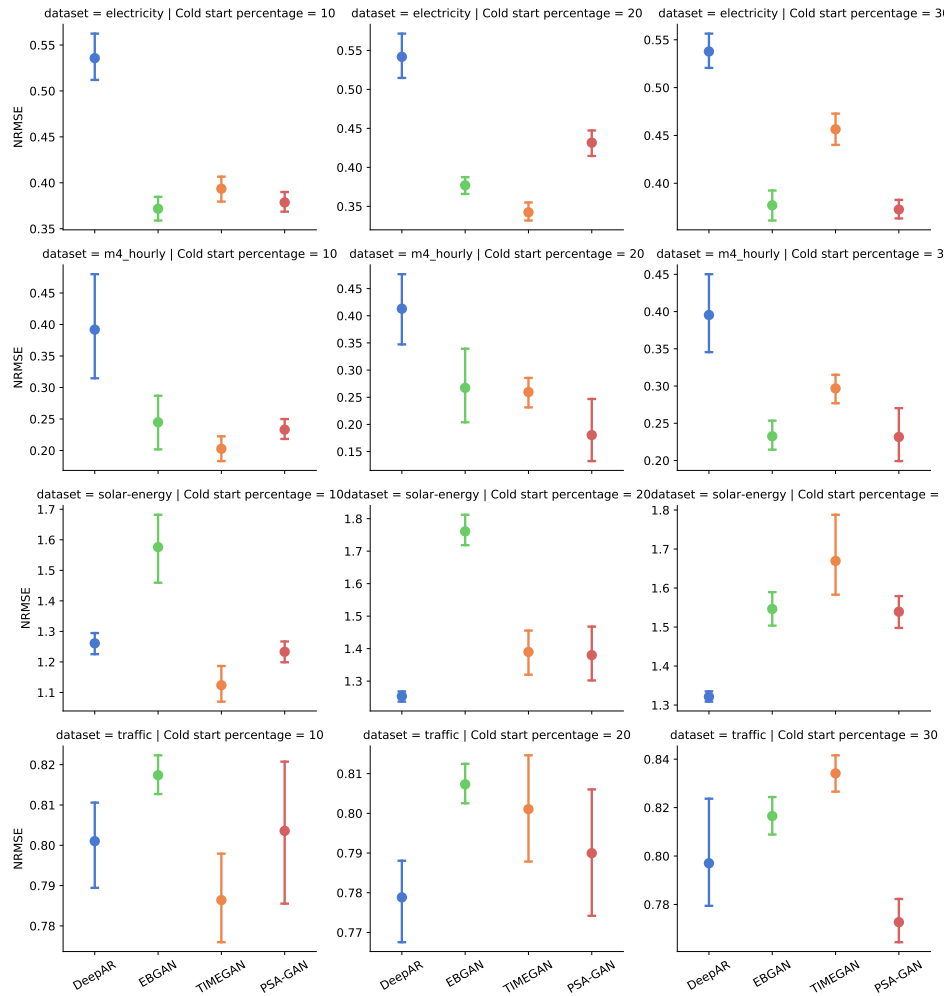 dataset = electricity | Cold start percentage = 10
dataset = electricity | Cold start percentage = 20
dataset = electricity | Cold start percentage = 30
0.55
0.50
0.45
0.40
0.35
NRMSE
0.55
0.50
0.45
0.40
0.35
0.55
0.50
0.45
0.40
dataset = m4_hourly | Cold start percentage = 10
dataset = m4_hourly | Cold start percentage = 20
dataset = m4_hourly | Cold start percentage = 3
0.45
0.40
0.35
0.30
0.25
0.20
NRMSE
0.45
0.40
0.35
0.30
0.25
0.20
0.15
0.45
0.40
0.35
0.30
0.25
0.20
dataset = solar-energy | Cold start percentage = 10
dataset = solar-energy | Cold start percentage = 20
dataset = solar-energy | Cold start percentage =
1.7
1.6
1.5
1.4
1.3
1.2
1.1
NRMSE
1.8
1.7
1.6
1.5
1.4
1.3
1.8
1.7
1.6
1.5
1.4
1.3
dataset = traffic | Cold start percentage = 10
dataset = traffic | Cold start percentage = 20
dataset = traffic | Cold start percentage = 30
0.82
0.81
0.80
0.79
0.78
NRMSE
0.81
0.80
0.79
0.78
0.77
0.84
0.82
0.80
0.78
DeepAR
EBGAN
TIMEGAN
PSA-GAN
DeepAR
EBGAN
TIMEGAN
PSA-GAN
DeepAR
EBGAN
TIMEGAN
PSA-GAN